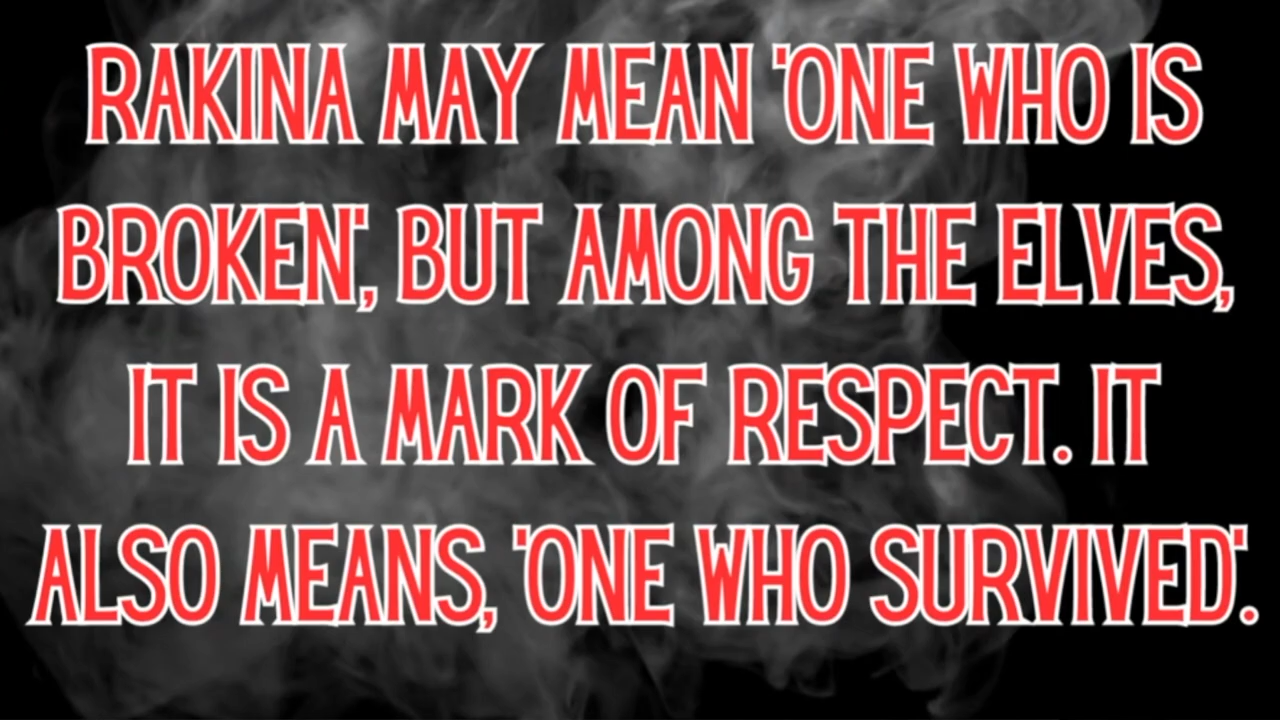 RAKINA MAY MEAN 'ONE WHO IS
BROKEN', BUT AMONG THE ELVES,
IT IS A MARK OF RESPECT. IT
ALSO MEANS, 'ONE WHO SURVIVED'.